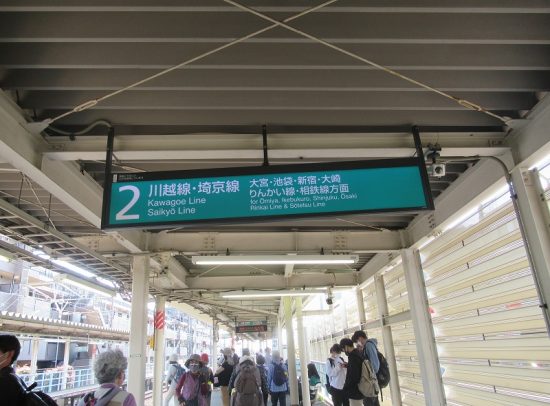 2
川越線・埼京線
Kawagoe Line
Saikyō Line
大宮・池袋・新宿・大崎
りんかい線・相鉄線方面
for Ōmiya, Ikebukuro, Shinjuku, Ōsaki
Rinkai Line & Sōtetsu Line